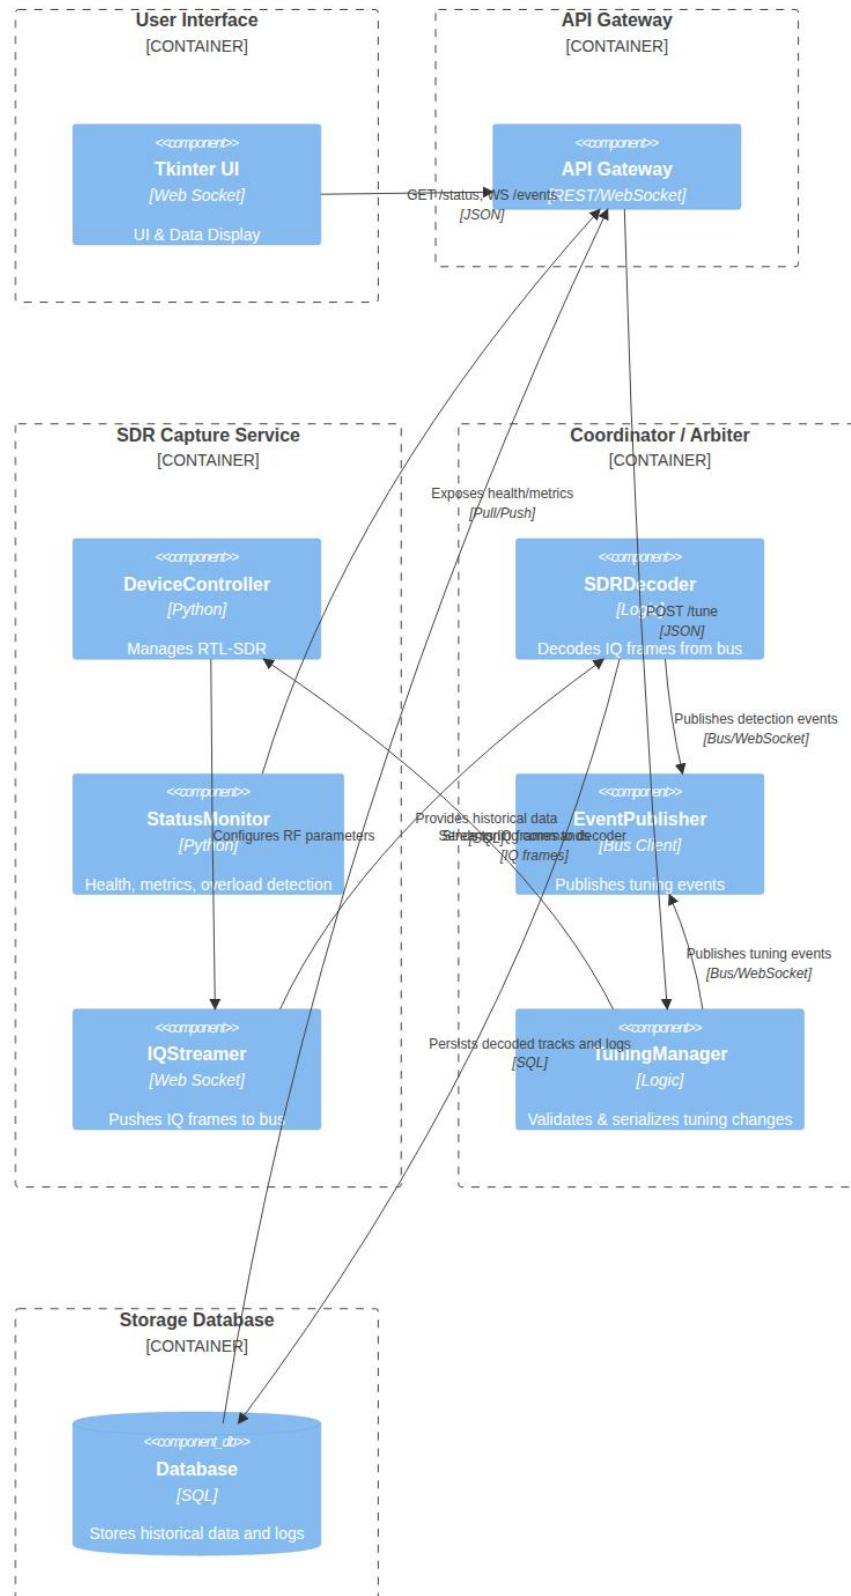 User Interface
[CONTAINER]
<<component>>
Tkinter UI
[Web Socket]
UI & Data Display
API Gateway
[CONTAINER]
<<component>>
API Gateway
[REST/WebSocket]
GET /status, WS /events
[JSON]
SDR Capture Service
[CONTAINER]
<<component>>
DeviceController
[Python]
Manages RTL-SDR
<<component>>
StatusMonitor
[Python]
Health, metrics, overload detection
Configures RF parameters
<<component>>
IQStreamer
[Web Socket]
Pushes IQ frames to bus
Exposes health/metrics
[Pull/Push]
Coordinator / Arbiter
[CONTAINER]
<<component>>
SDRDecoder
[Logic]
Decodes IQ frames from bus
POST /tune
[JSON]
Publishes detection events
[Bus/WebSocket]
<<component>>
EventPublisher
[Bus Client]
Publishes tuning events
Provides historical data
[SQL]
[IQ frames]
Publishes tuning events
[Bus/WebSocket]
<<component>>
TuningManager
[Logic]
Validates & serializes tuning changes
Persists decoded tracks and logs
[SQL]
Storage Database
[CONTAINER]
<<component_db>>
Database
[SQL]
Stores historical data and logs